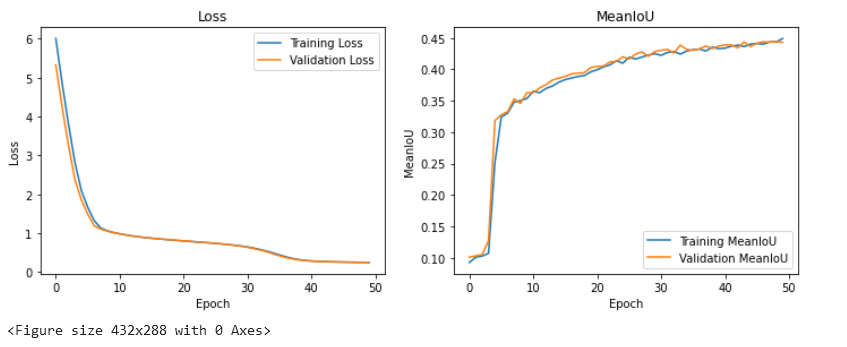 Loss
MeanIoU
6
5
4
3
2
1
0
Loss
Training Loss
Validation Loss
0
10
20
30
40
50
Epoch
0.45
0.40
0.35
0.30
0.25
0.20
0.15
0.10
MeanIoU
Training MeanIoU
Validation MeanIoU
0
10
20
30
40
50
Epoch
<Figure size 432x288 with 0 Axes>